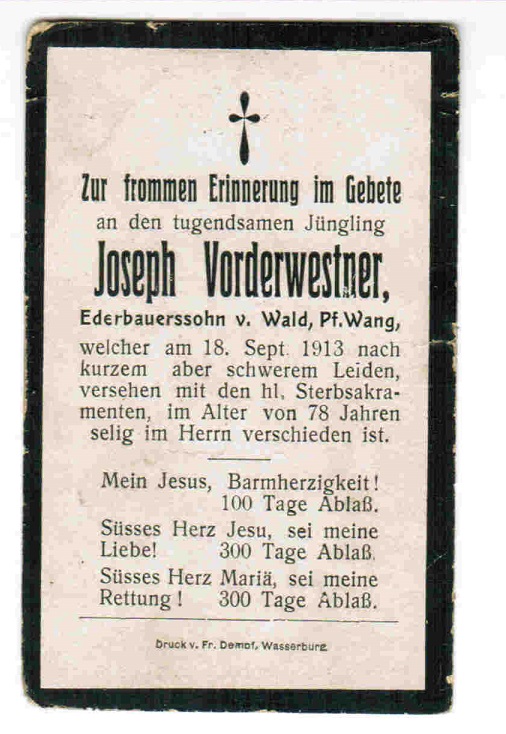 Zur frommen Erinnerung im Gebete
an den tugendsamen Jüngling
Joseph Vorderwestner,
Ederbauerssohn v. Wald, Pf.Wang,
welcher am 18. Sept. 1913 nach
kurzem aber schwerem Leiden,
versehen mit den hl. Sterbsakra-
menten, im Alter von 78 Jahren
selig im Herrn verschieden ist.
Mein Jesus, Barmherzigkeit!
100 Tage Ablaß.
Süsses Herz Jesu, sei meine
Liebe! 300 Tage Ablaß.
Süsses Herz Mariä, sei meine
Rettung! 300 Tage Ablaß.
Druck v. Fr. Dempf, Wasserburg.